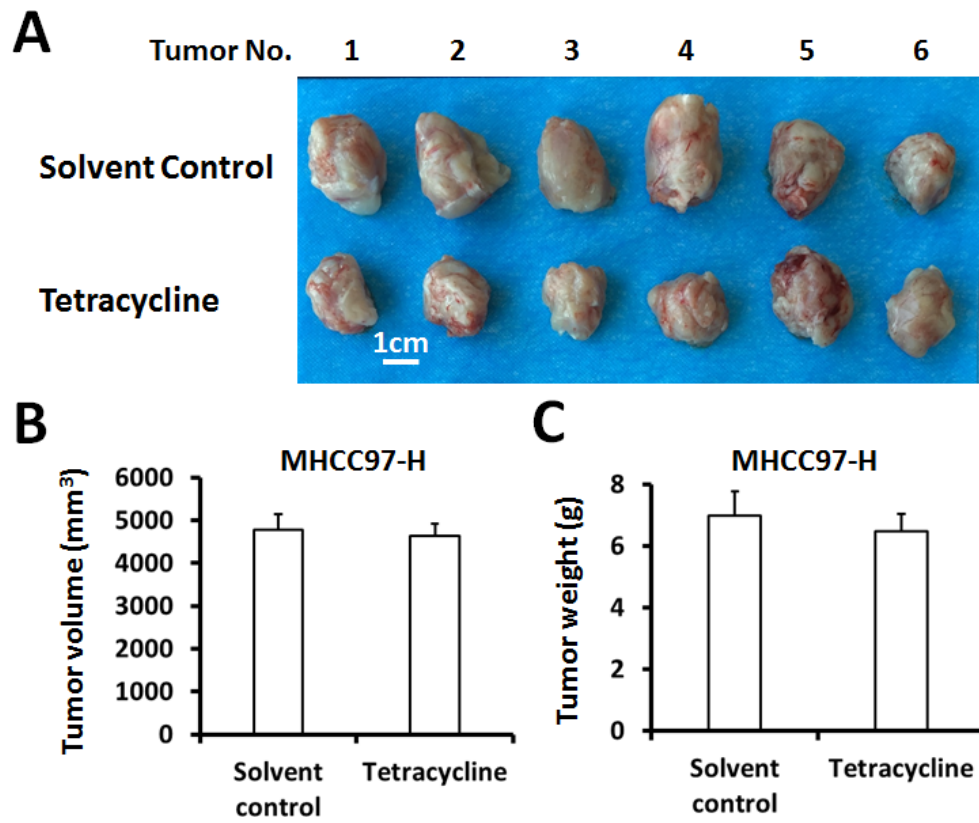 A
Tumor No. 1 2 3 4 5 6
Solvent Control
Tetracycline
1cm
B
MHCC97-H
Tumor volume (mm³)
6000
5000
4000
3000
2000
1000
0
Solvent control
Tetracycline
C
MHCC97-H
Tumor weight (g)
8
6
4
2
0
Solvent control
Tetracycline